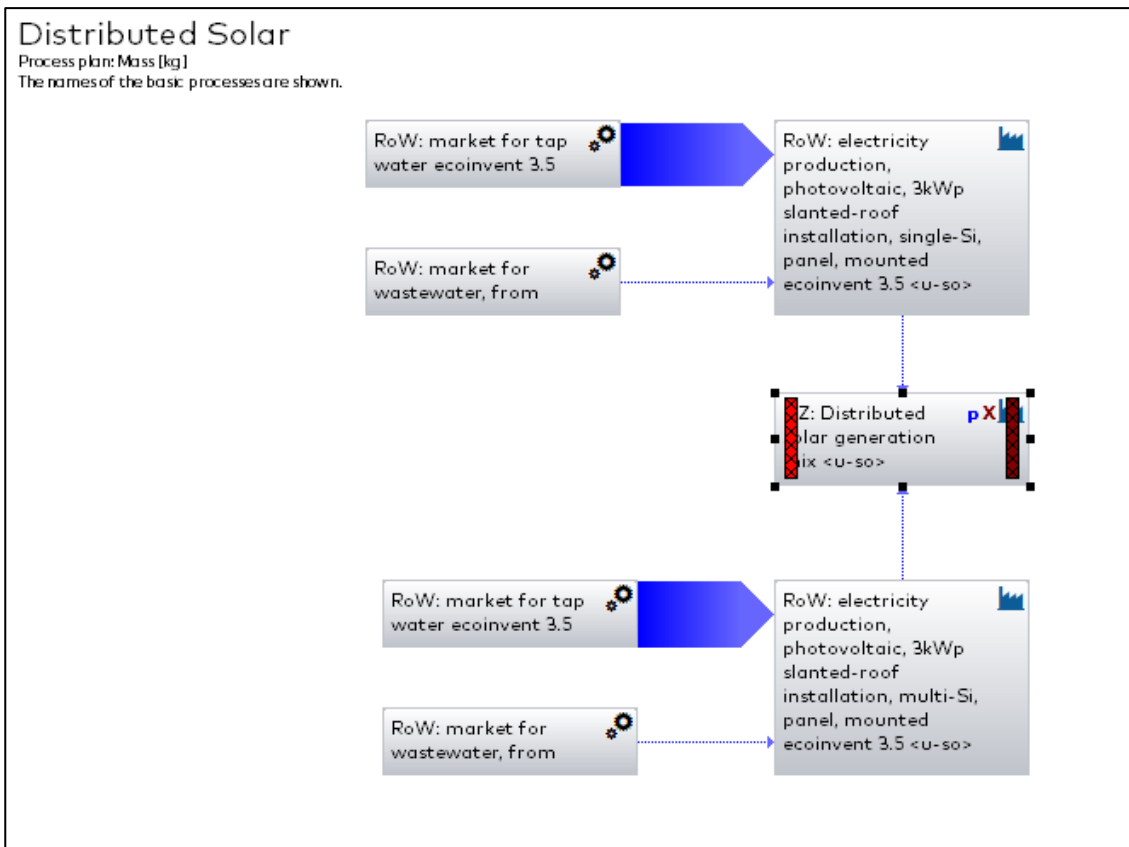 Distributed Solar
Process plan: Mass [kg]
The names of the basic processes are shown.
RoW: market for tap
water ecoinvent 3.5
RoW: electricity
production,
photovoltaic, 3kWp
slanted-roof
installation, single-Si,
panel, mounted
ecoinvent 3.5 <u-so>
RoW: market for
wastewater, from
Z: Distributed
solar generation
mix <u-so>
p X
RoW: market for tap
water ecoinvent 3.5
RoW: electricity
production,
photovoltaic, 3kWp
slanted-roof
installation, multi-Si,
panel, mounted
ecoinvent 3.5 <u-so>
RoW: market for
wastewater, from